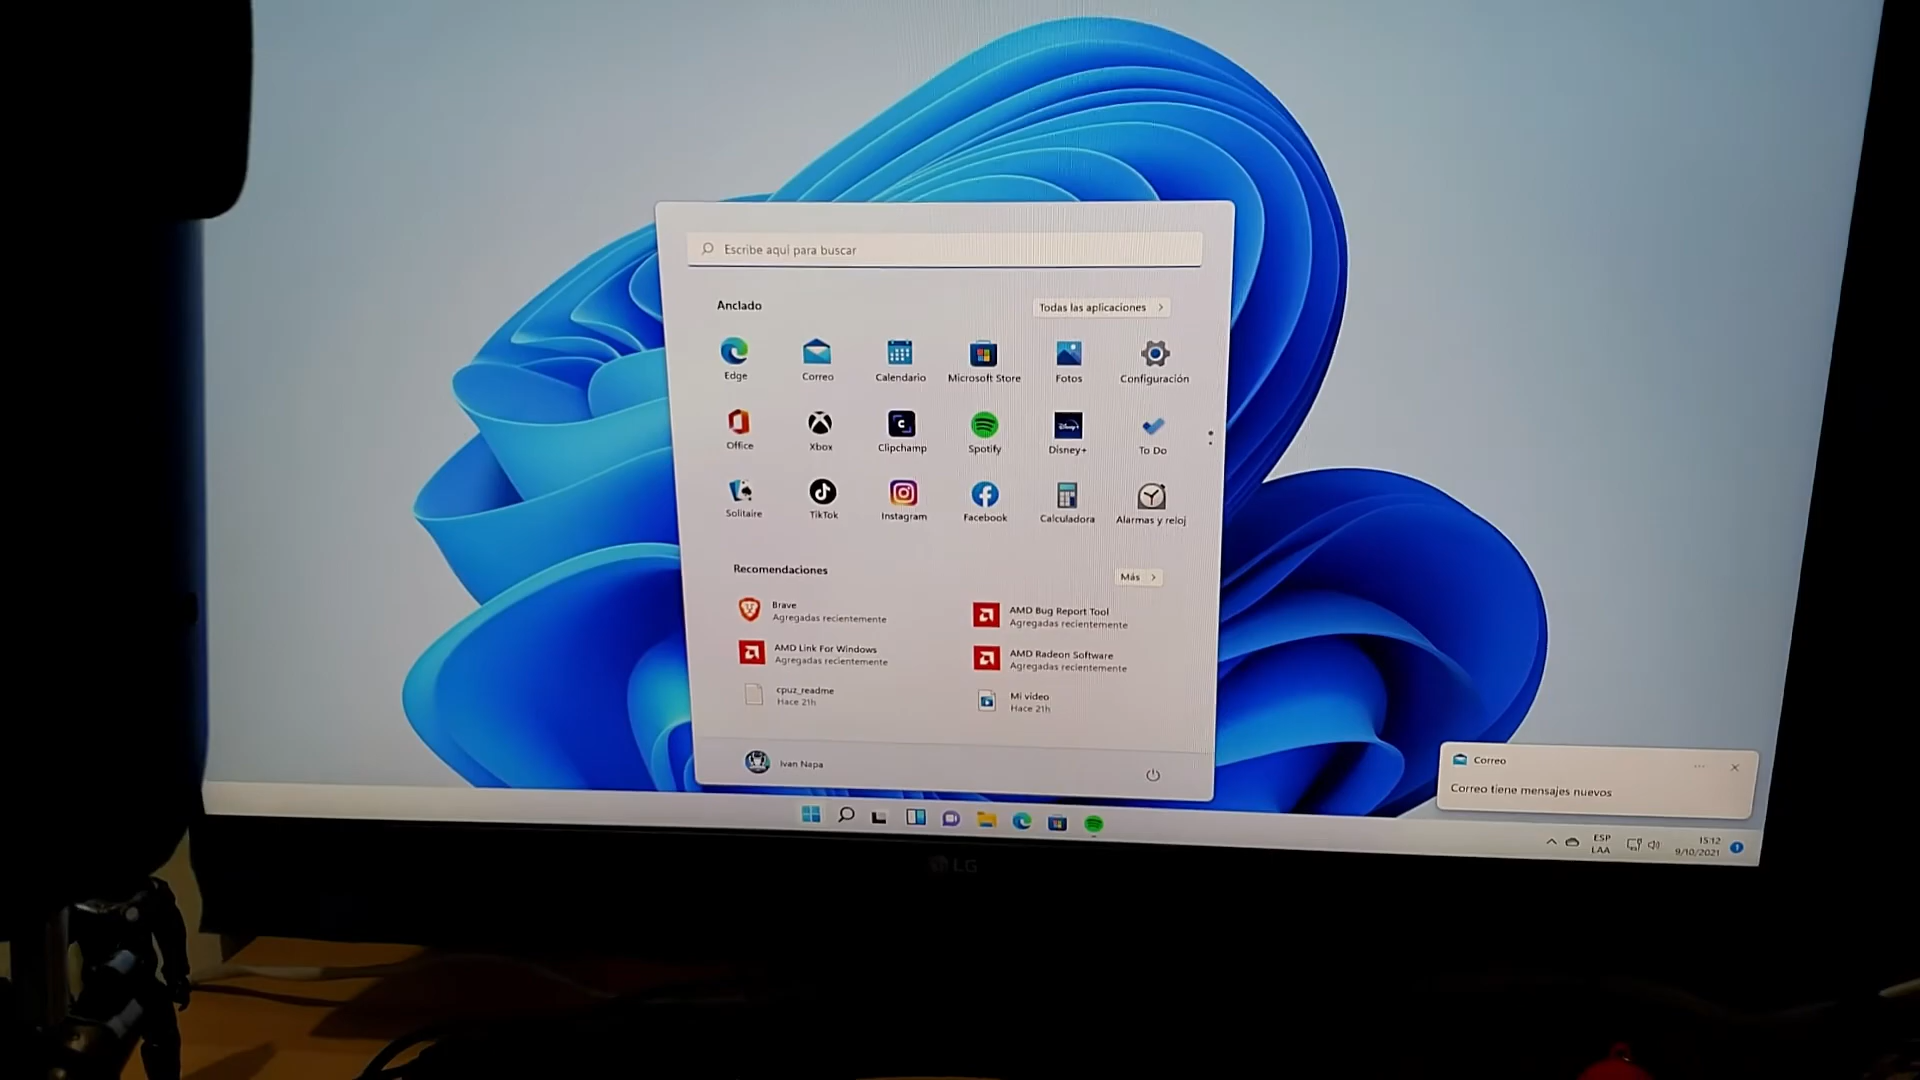 Escribe aquí para buscar
Anclado
Todas las aplicaciones
Edge
Correo
Calendario
Microsoft Store
Fotos
Configuración
Office
Xbox
Clipchamp
Spotify
Disney+
To Do
Solitaire
TikTok
Instagram
Facebook
Calculadora
Alarmas y reloj
Recomendaciones
Más
Brave
Agregadas recientemente
AMD Bug Report Tool
Agregadas recientemente
AMD Link For Windows
Agregadas recientemente
AMD Radeon Software
Agregadas recientemente
cpuz_readme
Hace 21h
Mi video
Hace 21h
Ivan Napa
Correo
Correo tiene mensajes nuevos
ESP
LAA
15:12
9/10/2021
1
LG